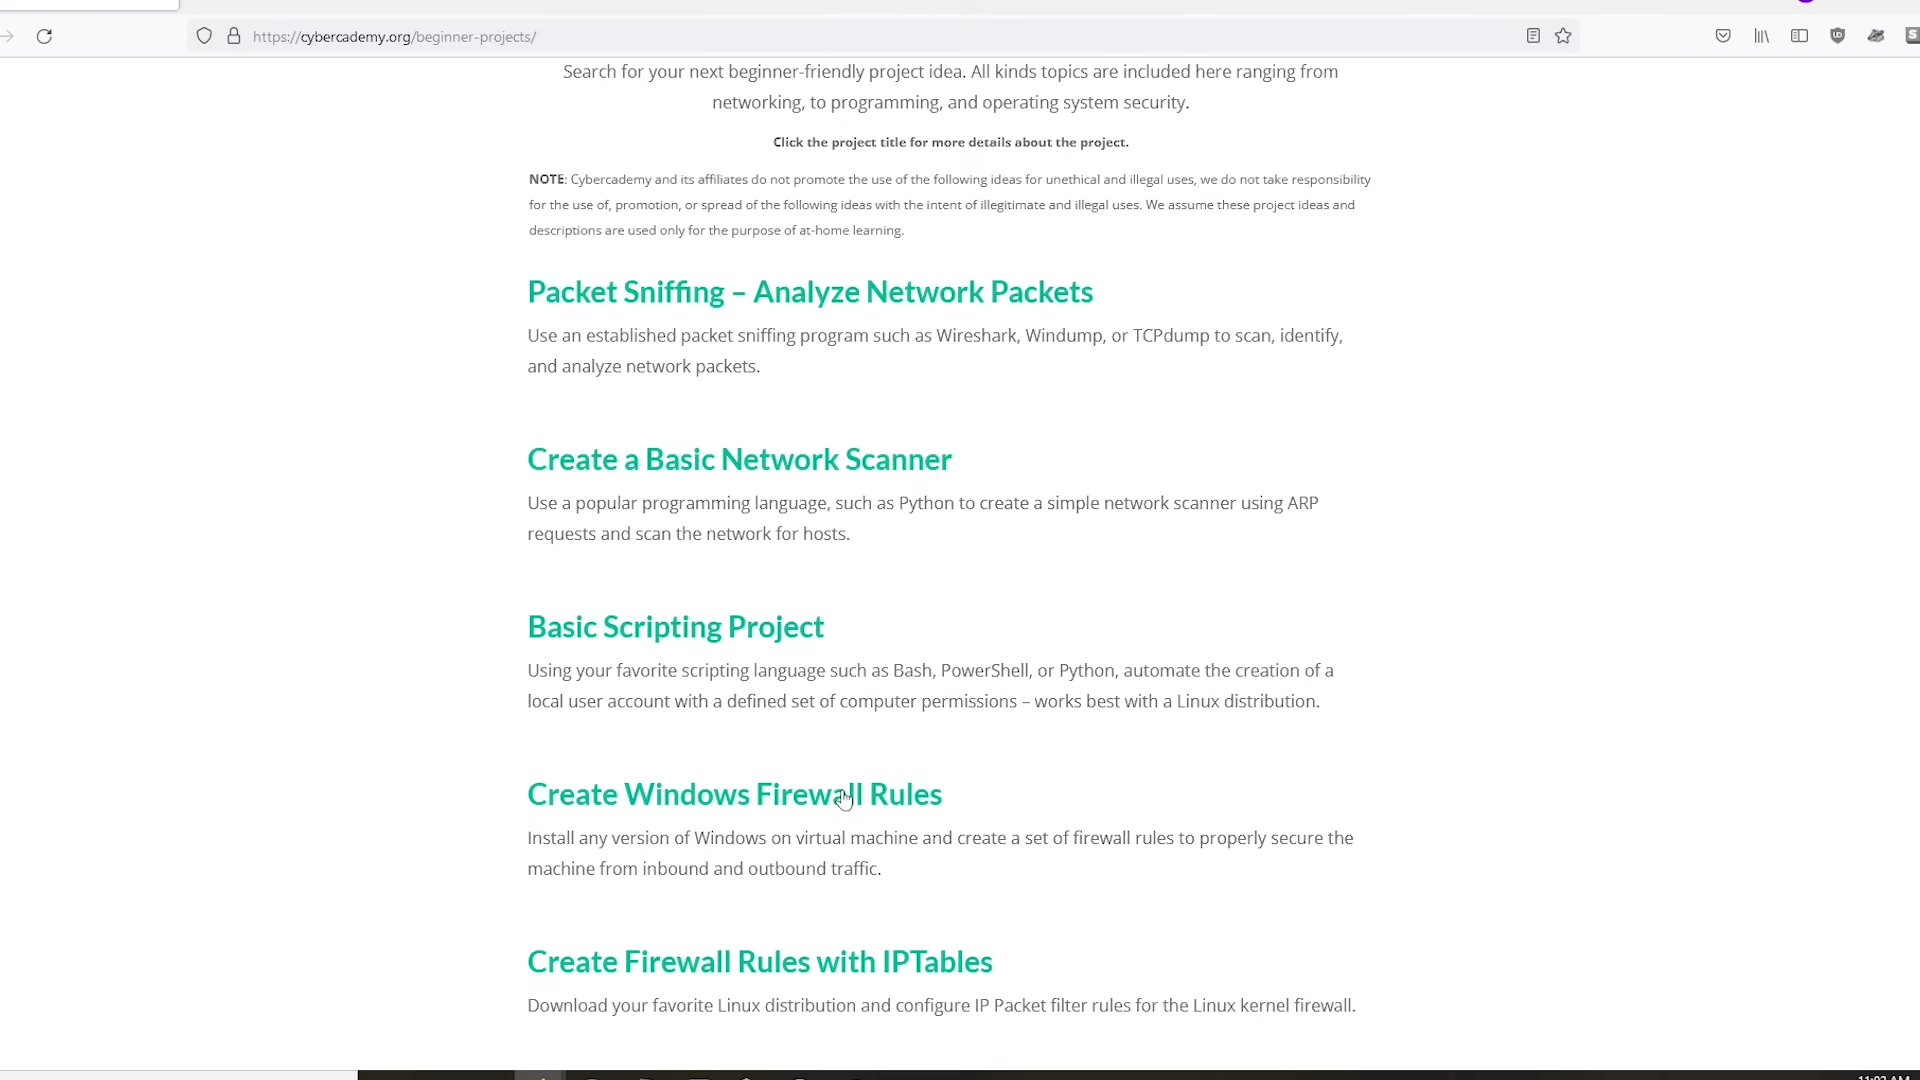 https://cybercademy.org/beginner-projects/
Search for your next beginner-friendly project idea. All kinds topics are included here ranging from
networking, to programming, and operating system security.
Click the project title for more details about the project.
NOTE: Cybercademy and its affiliates do not promote the use of the following ideas for unethical and illegal uses, we do not take responsibility
for the use of, promotion, or spread of the following ideas with the intent of illegitimate and illegal uses. We assume these project ideas and
descriptions are used only for the purpose of at-home learning.
Packet Sniffing – Analyze Network Packets
Use an established packet sniffing program such as Wireshark, Windump, or TCPdump to scan, identify,
and analyze network packets.
Create a Basic Network Scanner
Use a popular programming language, such as Python to create a simple network scanner using ARP
requests and scan the network for hosts.
Basic Scripting Project
Using your favorite scripting language such as Bash, PowerShell, or Python, automate the creation of a
local user account with a defined set of computer permissions – works best with a Linux distribution.
Create Windows Firewall Rules
Install any version of Windows on virtual machine and create a set of firewall rules to properly secure the
machine from inbound and outbound traffic.
Create Firewall Rules with IPTables
Download your favorite Linux distribution and configure IP Packet filter rules for the Linux kernel firewall.